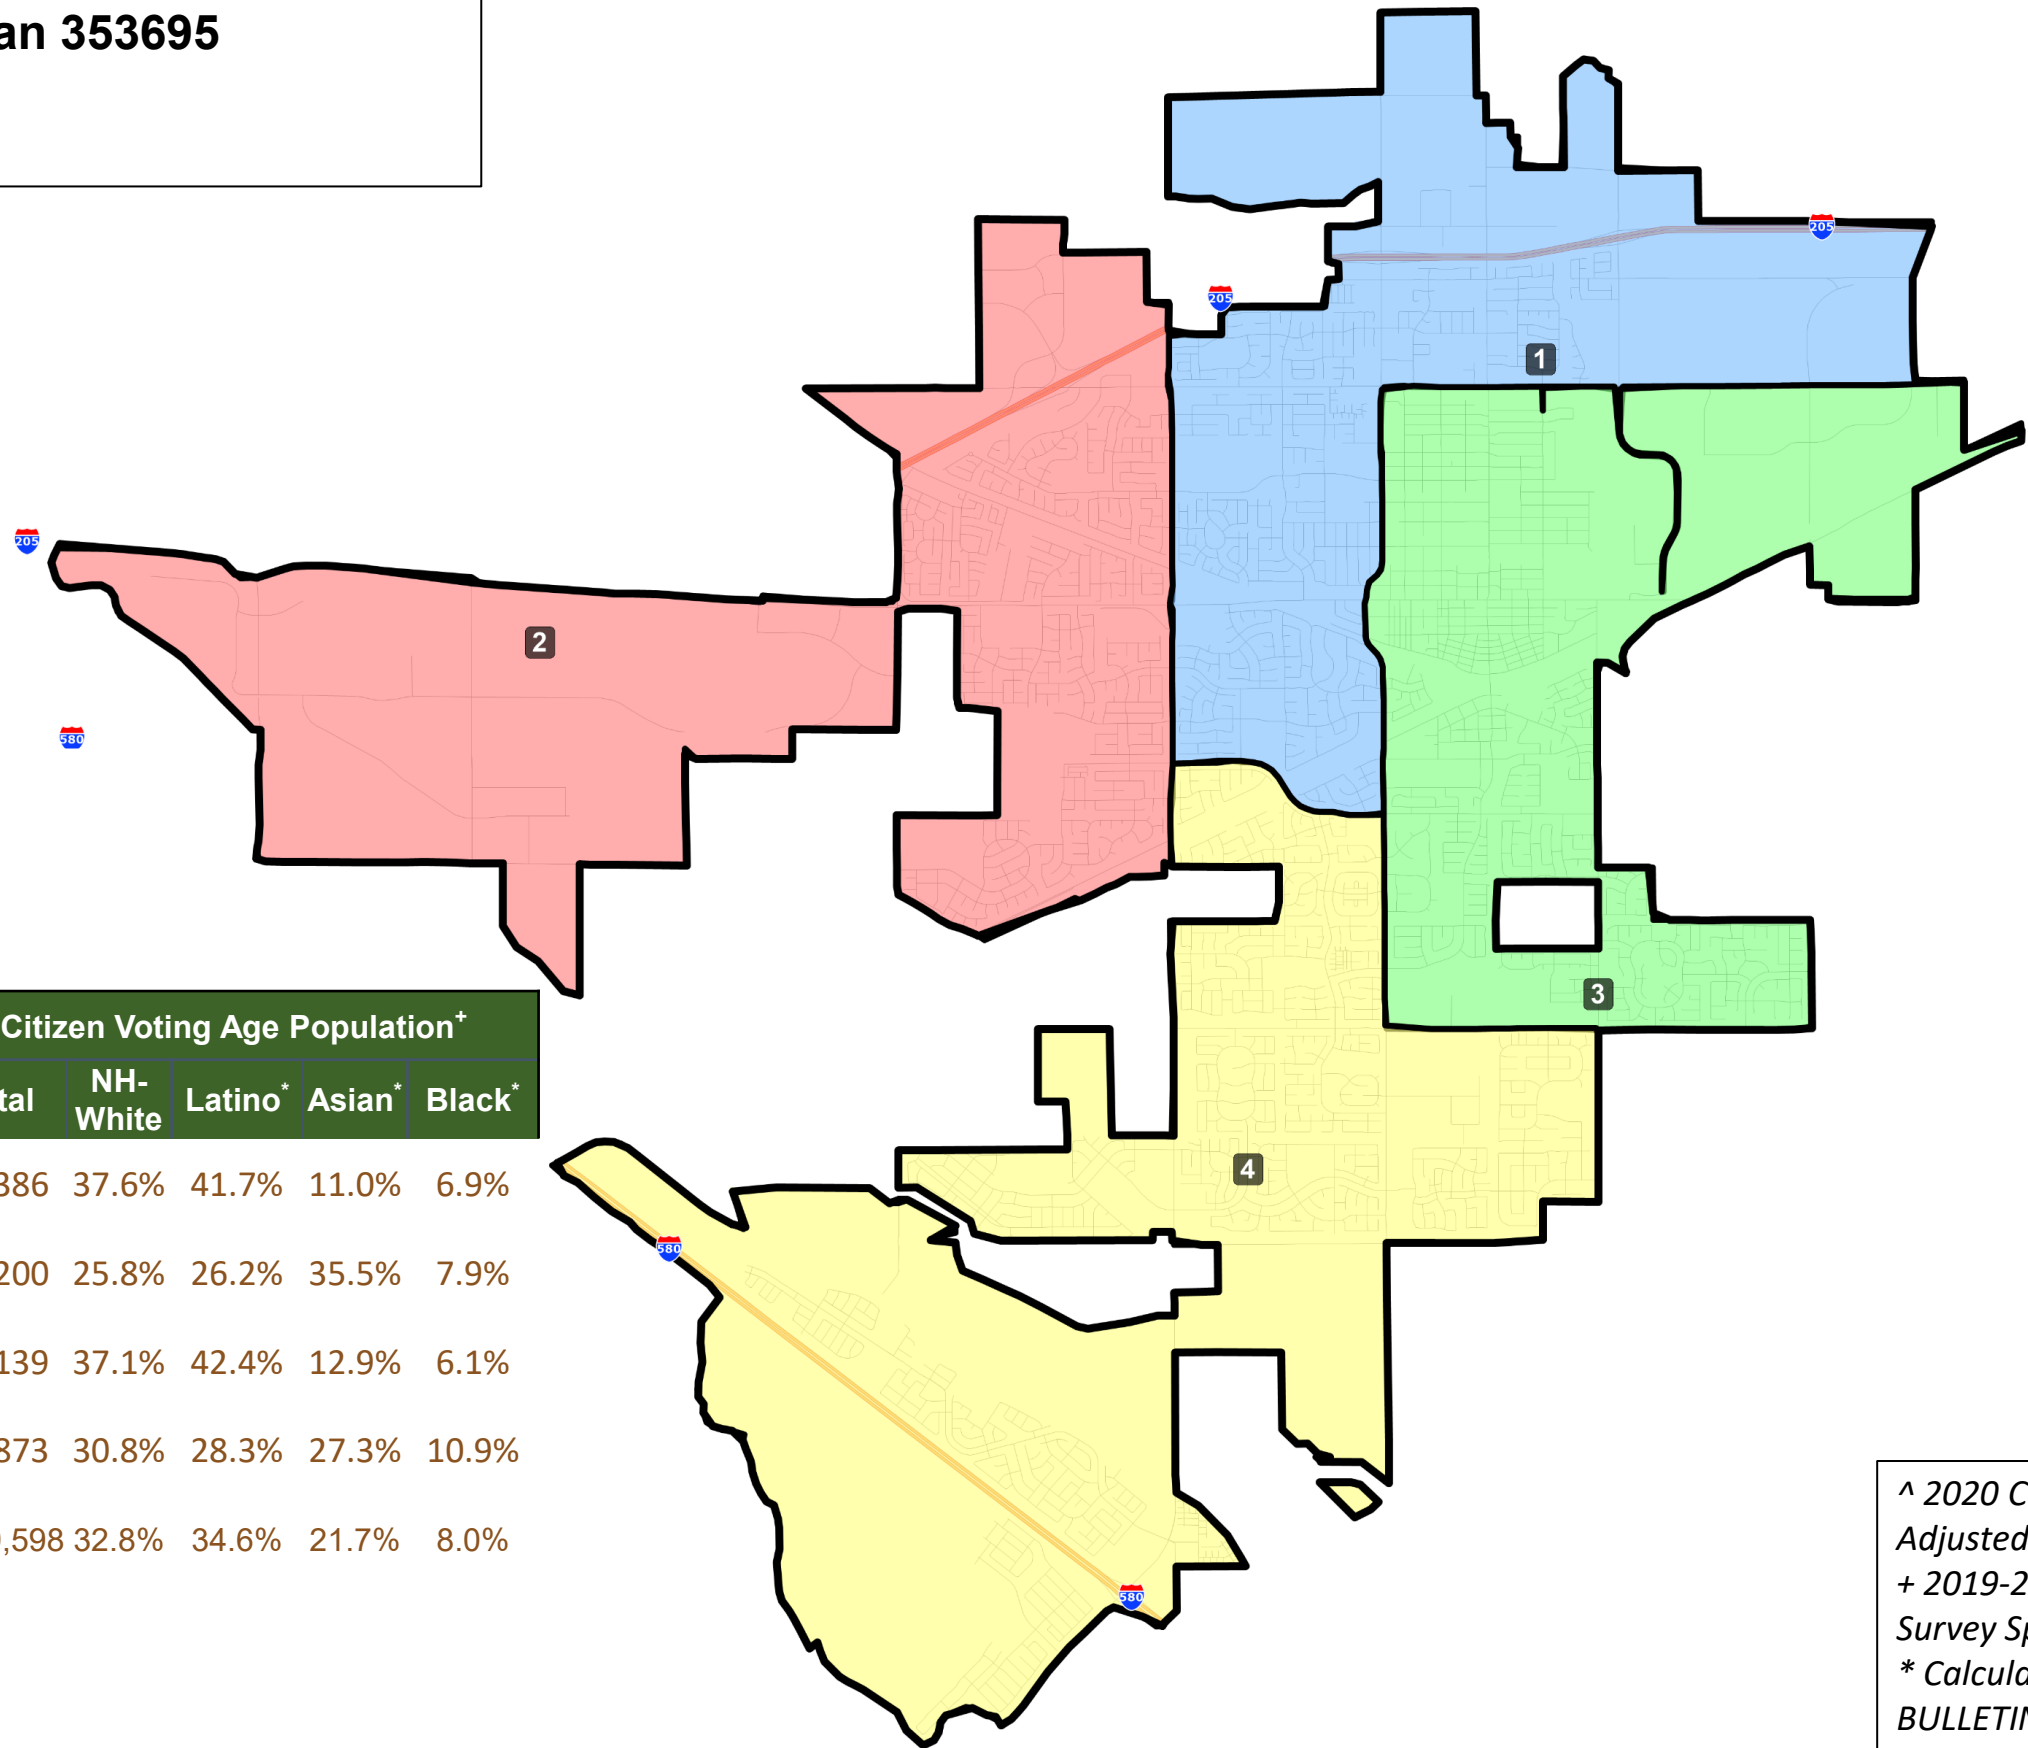 an 353695
205
205
1
205
2
580
3
Citizen Voting Age Population+
tal NH-White Latino* Asian* Black*
386 37.6% 41.7% 11.0% 6.9%
4
580
200 25.8% 26.2% 35.5% 7.9%
139 37.1% 42.4% 12.9% 6.1%
873 30.8% 28.3% 27.3% 10.9%
,598 32.8% 34.6% 21.7% 8.0%
580
^ 2020 C
Adjusted
+ 2019-2
Survey Sp
* Calcula
BULLETIN